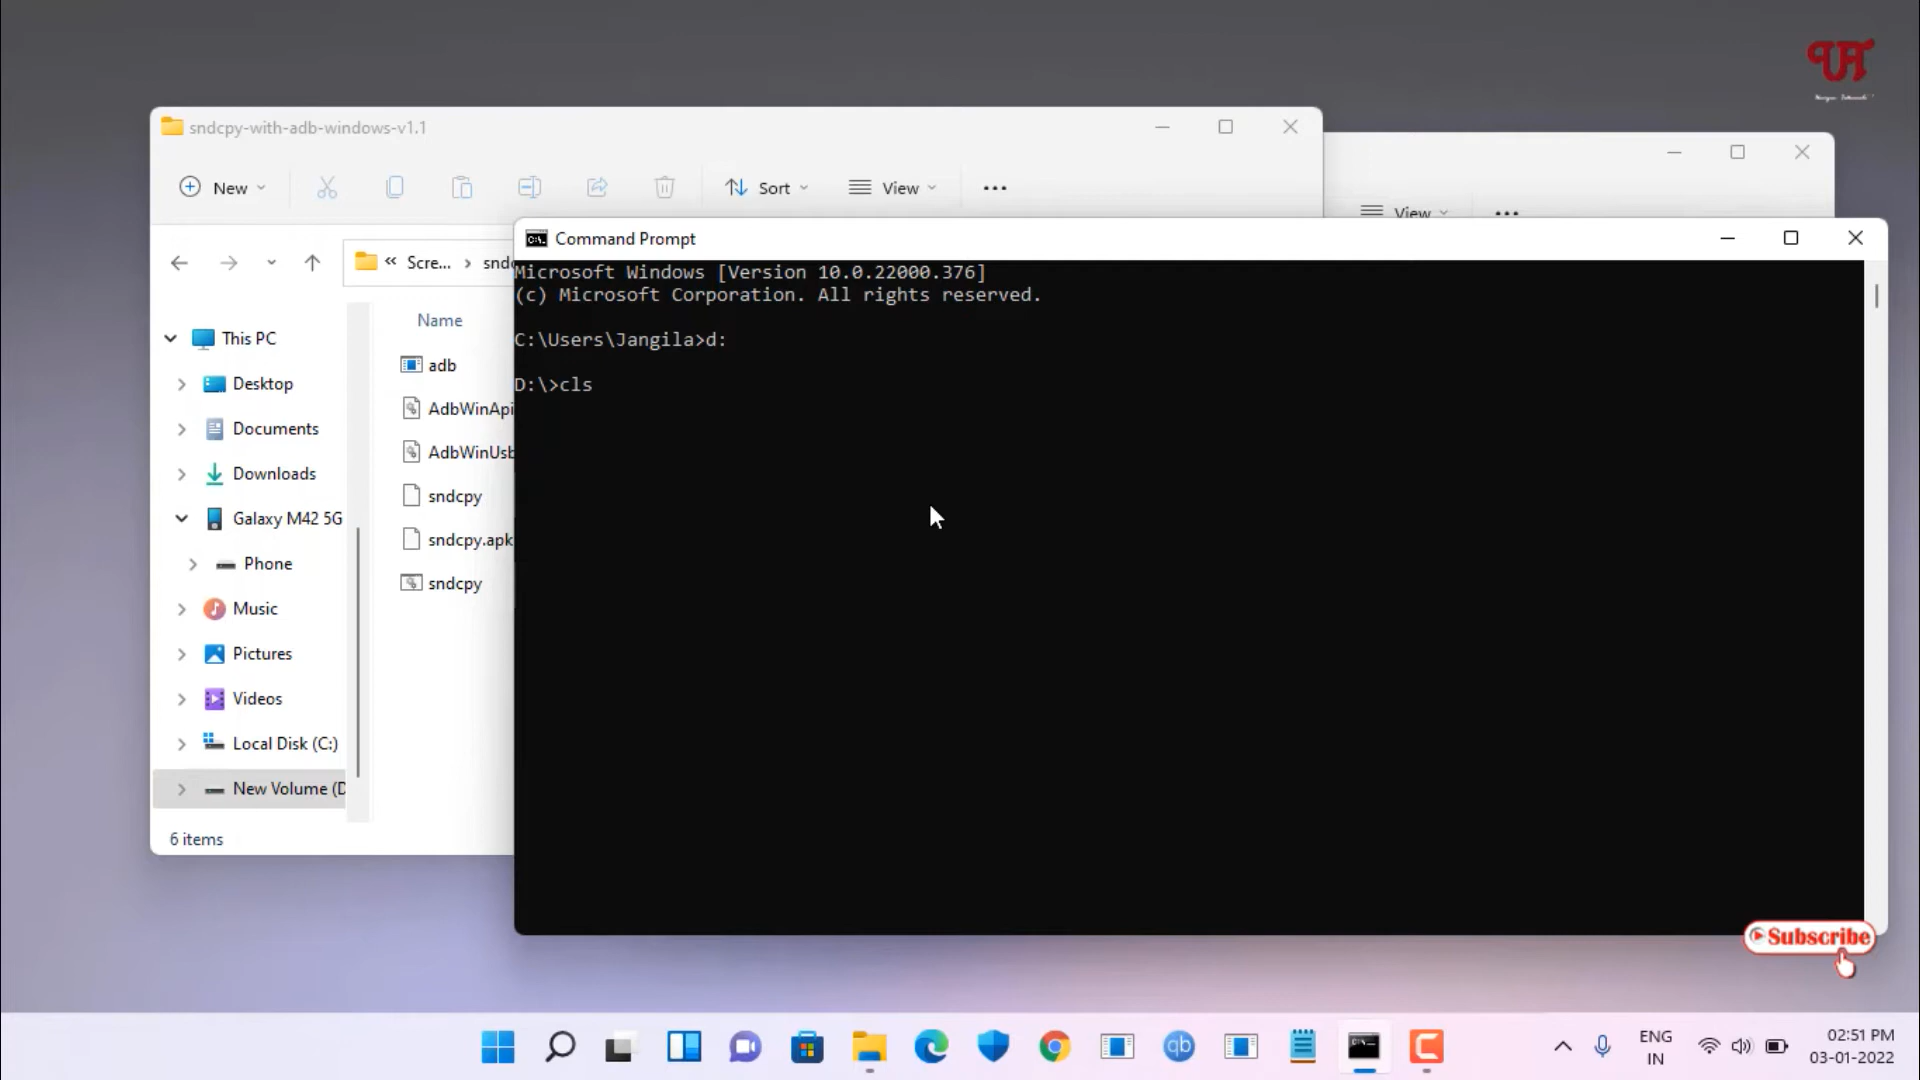 UT
sndcpy-with-adb-windows-v1.1
New
Sort
View
•••
View
•••
« Scre... > sndc
Command Prompt
Microsoft Windows [Version 10.0.22000.376]
(c) Microsoft Corporation. All rights reserved.
C:\Users\Jangila>d:
D:\>cls
Name
adb
AdbWinApi
AdbWinUsb
sndcpy
sndcpy.apk
sndcpy
This PC
Desktop
Documents
Downloads
Galaxy M42 5G
Phone
Music
Pictures
Videos
Local Disk (C:)
New Volume (D
6 items
Subscribe
qb
ENG
IN
02:51 PM
03-01-2022